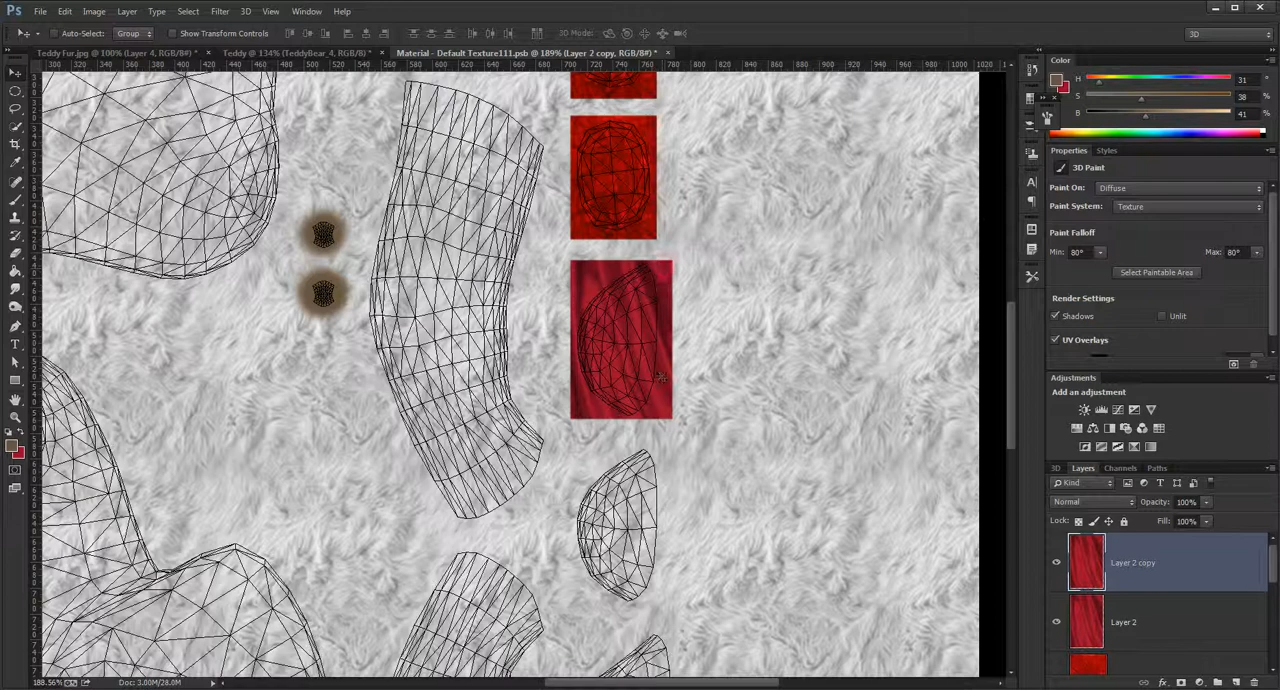 Ps File Edit Image Layer Type Select Filter 3D View Window Help
Auto-Select: Group Show Transform Controls 3D Mode: 3D
Teddy Fur.jpg @ 100% (Layer 4, RGB/8#) * × Teddy @ 134% (TeddyBear_4, RGB/8) * × Material - Default Texture111.psb @ 189% (Layer 2 copy, RGB/8#) * ×
300 320 340 360 380 400 420 440 460 480 500 520 540 560 580 600 620 640 660 680 700 720 740 760 780 800 820 840 860 880 900 920 940 960 980 1000 1020
Color
H 31 °
S 38 %
B 41 %
Properties Styles
3D Paint
Paint On: Diffuse
Paint System: Texture
Paint Falloff
Min: 80° Max: 80°
Select Paintable Area
Render Settings
Shadows Unlit
UV Overlays
Adjustments
Add an adjustment
3D Layers Channels Paths
Kind
Normal Opacity: 100%
Lock: Fill: 100%
Layer 2 copy
Layer 2
fx
188.56% Doc: 3.00M/28.0M